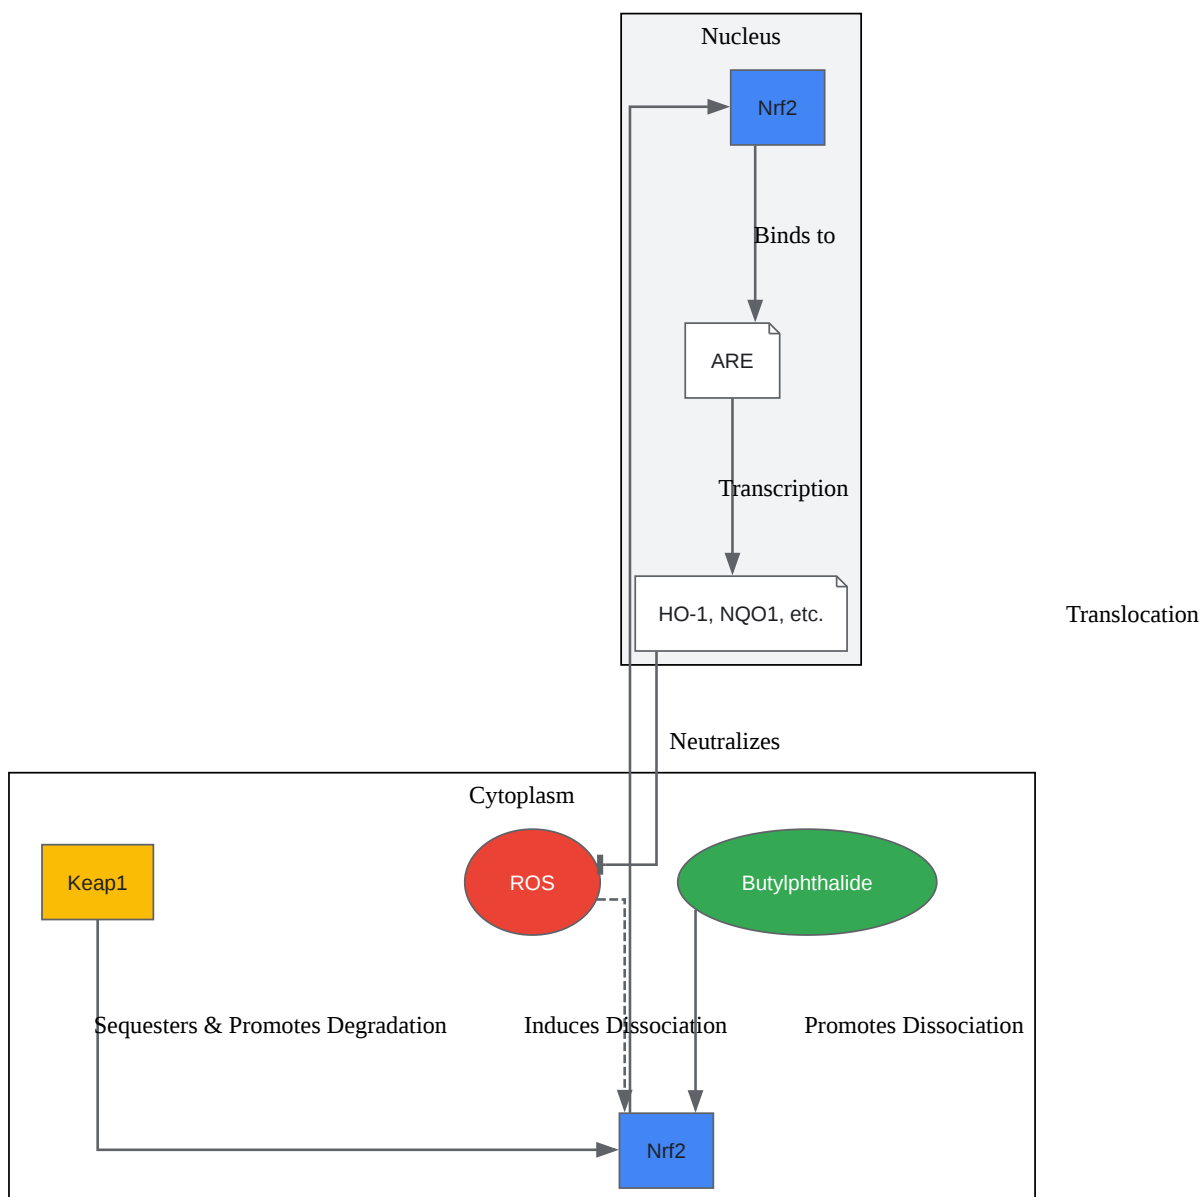 Nucleus
Nrf2
Binds to
ARE
Transcription
HO-1, NQO1, etc.
Translocation
Neutralizes
Cytoplasm
Keap1
ROS
Butylphthalide
Sequesters & Promotes Degradation
Induces Dissociation
Promotes Dissociation
Nrf2